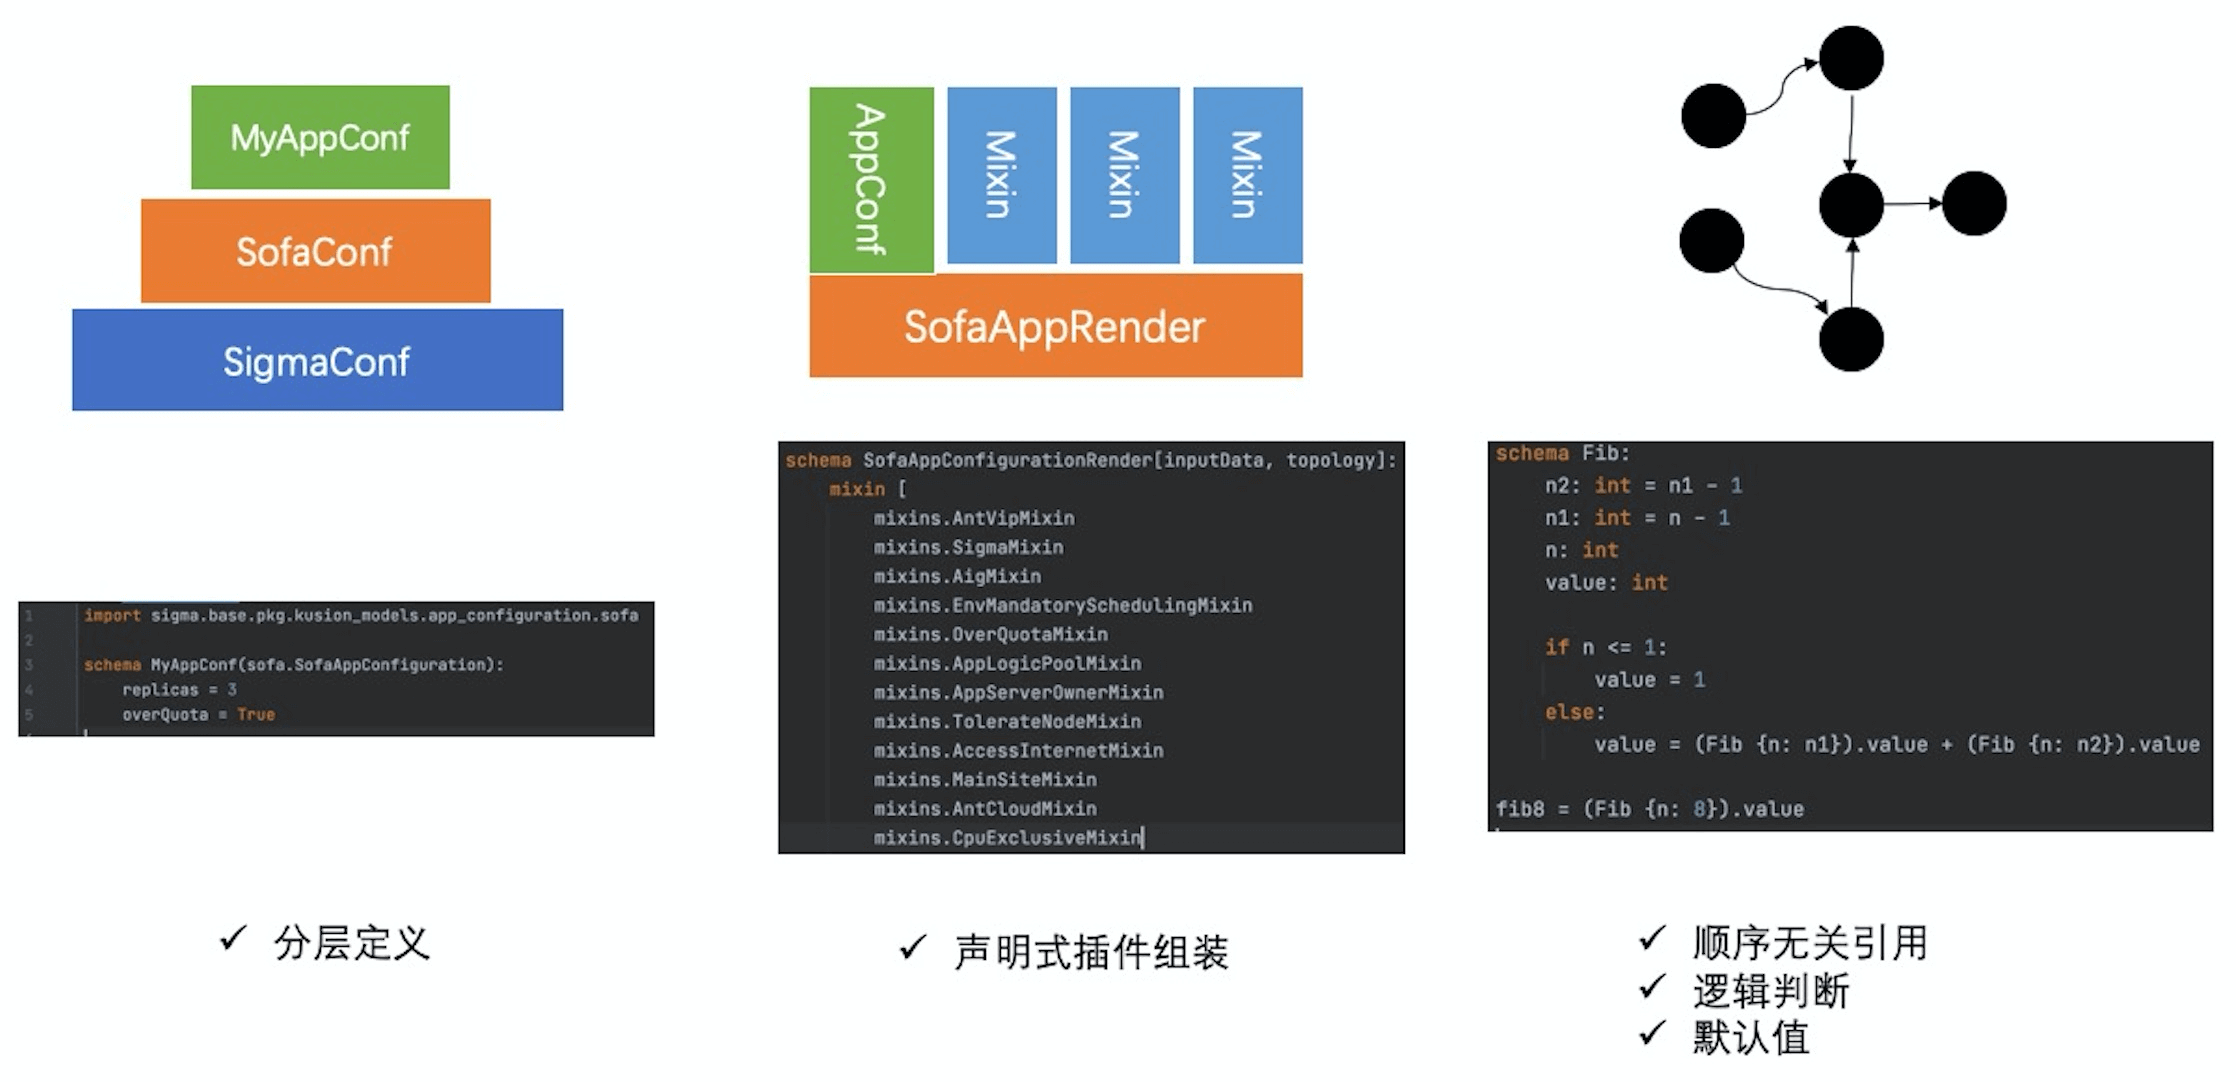 MyAppConf
SofaConf
SigmaConf
1 import sigma.base.pkg.kusion_models.app_configuration.sofa
2
3 schema MyAppConf(sofa.SofaAppConfiguration):
4 replicas = 3
5 overQuota = True
✓ 分层定义
AppConf
Mixin
Mixin
Mixin
SofaAppRender
schema SofaAppConfigurationRender[inputData, topology]:
mixin [
mixins.AntVipMixin
mixins.SigmaMixin
mixins.AigMixin
mixins.EnvMandatorySchedulingMixin
mixins.OverQuotaMixin
mixins.AppLogicPoolMixin
mixins.AppServerOwnerMixin
mixins.TolerateNodeMixin
mixins.AccessInternetMixin
mixins.MainSiteMixin
mixins.AntCloudMixin
mixins.CpuExclusiveMixin
✓ 声明式插件组装
schema Fib:
n2: int = n1 - 1
n1: int = n - 1
n: int
value: int
if n <= 1:
value = 1
else:
value = (Fib {n: n1}).value + (Fib {n: n2}).value
fib8 = (Fib {n: 8}).value
✓ 顺序无关引用
✓ 逻辑判断
✓ 默认值